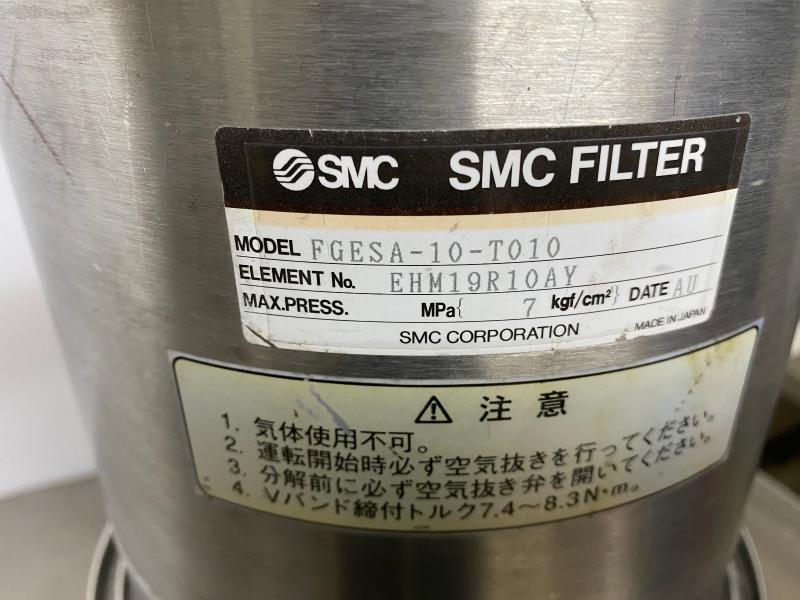 SMC SMC FILTER
MODEL FGESA-10-T010
ELEMENT No. EHM19R10AY
MAX.PRESS. MPa{ 7 kgf/cm²} DATE AU
SMC CORPORATION MADE IN JAPAN
⚠ 注意
1. 気体使用不可。
2. 運転開始時必ず空気抜きを行ってください。
3. 分解前に必ず空気抜き弁を開いてください。
4. Vバンド締付トルク7.4～8.3N·m。